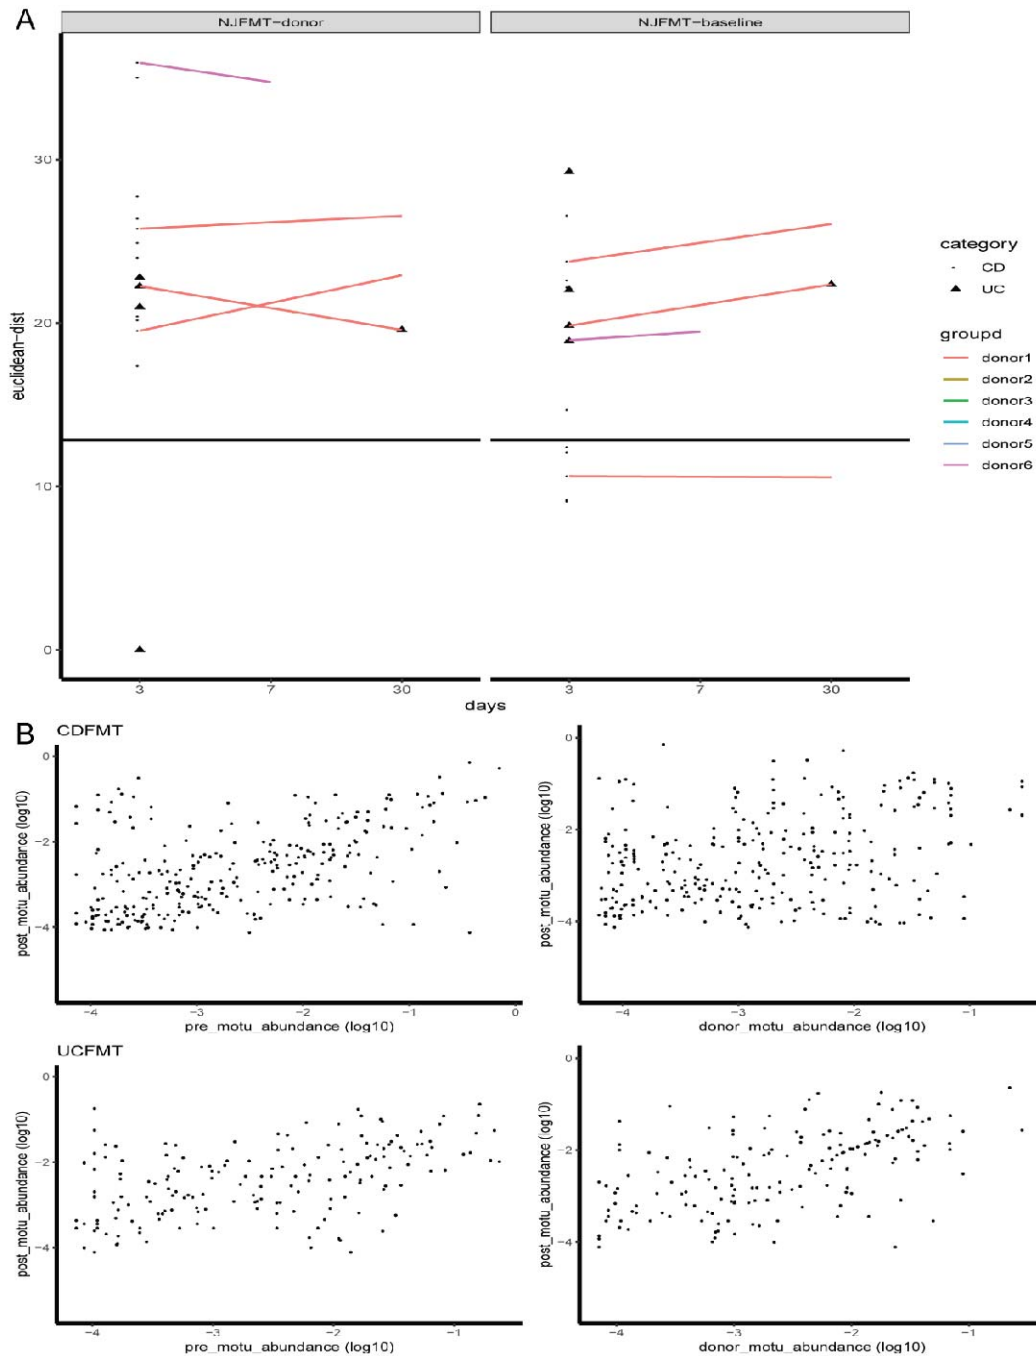 A
NJFMT-donor
NJFMT-baseline
euclidean-dist
30
20
10
0
3
7
30
3
7
30
days
category
CD
UC
groupd
donor1
donor2
donor3
donor4
donor5
donor6
B
CDFMT
post_motu_abundance (log10)
0
-2
-4
-4
-3
-2
-1
0
pre_motu_abundance (log10)
post_motu_abundance (log10)
0
-2
-4
-4
-3
-2
-1
donor_motu_abundance (log10)
UCFMT
post_motu_abundance (log10)
0
-2
-4
-4
-3
-2
-1
pre_motu_abundance (log10)
post_motu_abundance (log10)
0
-2
-4
-4
-3
-2
-1
donor_motu_abundance (log10)